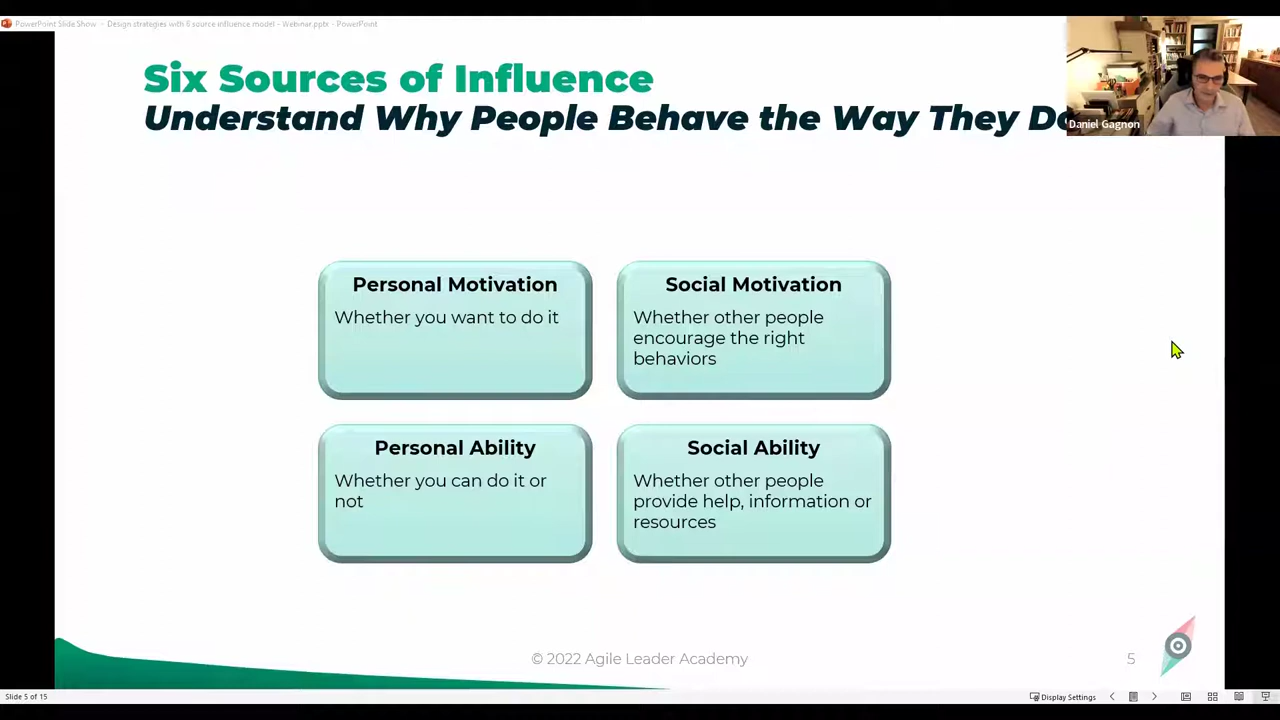 PowerPoint Slide Show - Design strategies with 6 source influence model - Webinar.pptx - PowerPoint
Six Sources of Influence
Understand Why People Behave the Way They Do
Daniel Gagnon
Personal Motivation
Whether you want to do it
Social Motivation
Whether other people
encourage the right
behaviors
Personal Ability
Whether you can do it or
not
Social Ability
Whether other people
provide help, information or
resources
© 2022 Agile Leader Academy
5
Slide 5 of 15
Display Settings